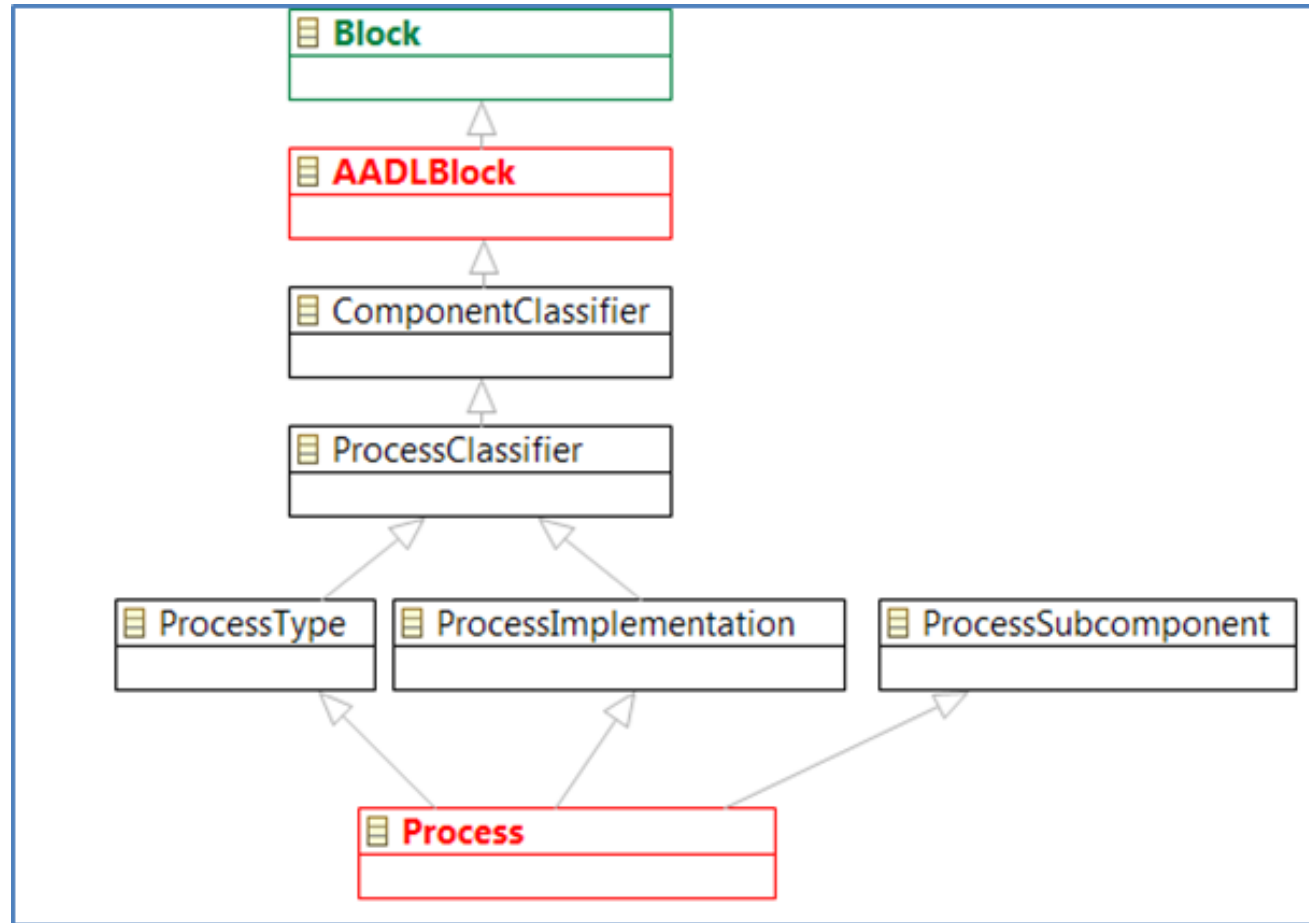 Block
AADLBlock
ComponentClassifier
ProcessClassifier
ProcessType
ProcessImplementation
ProcessSubcomponent
Process